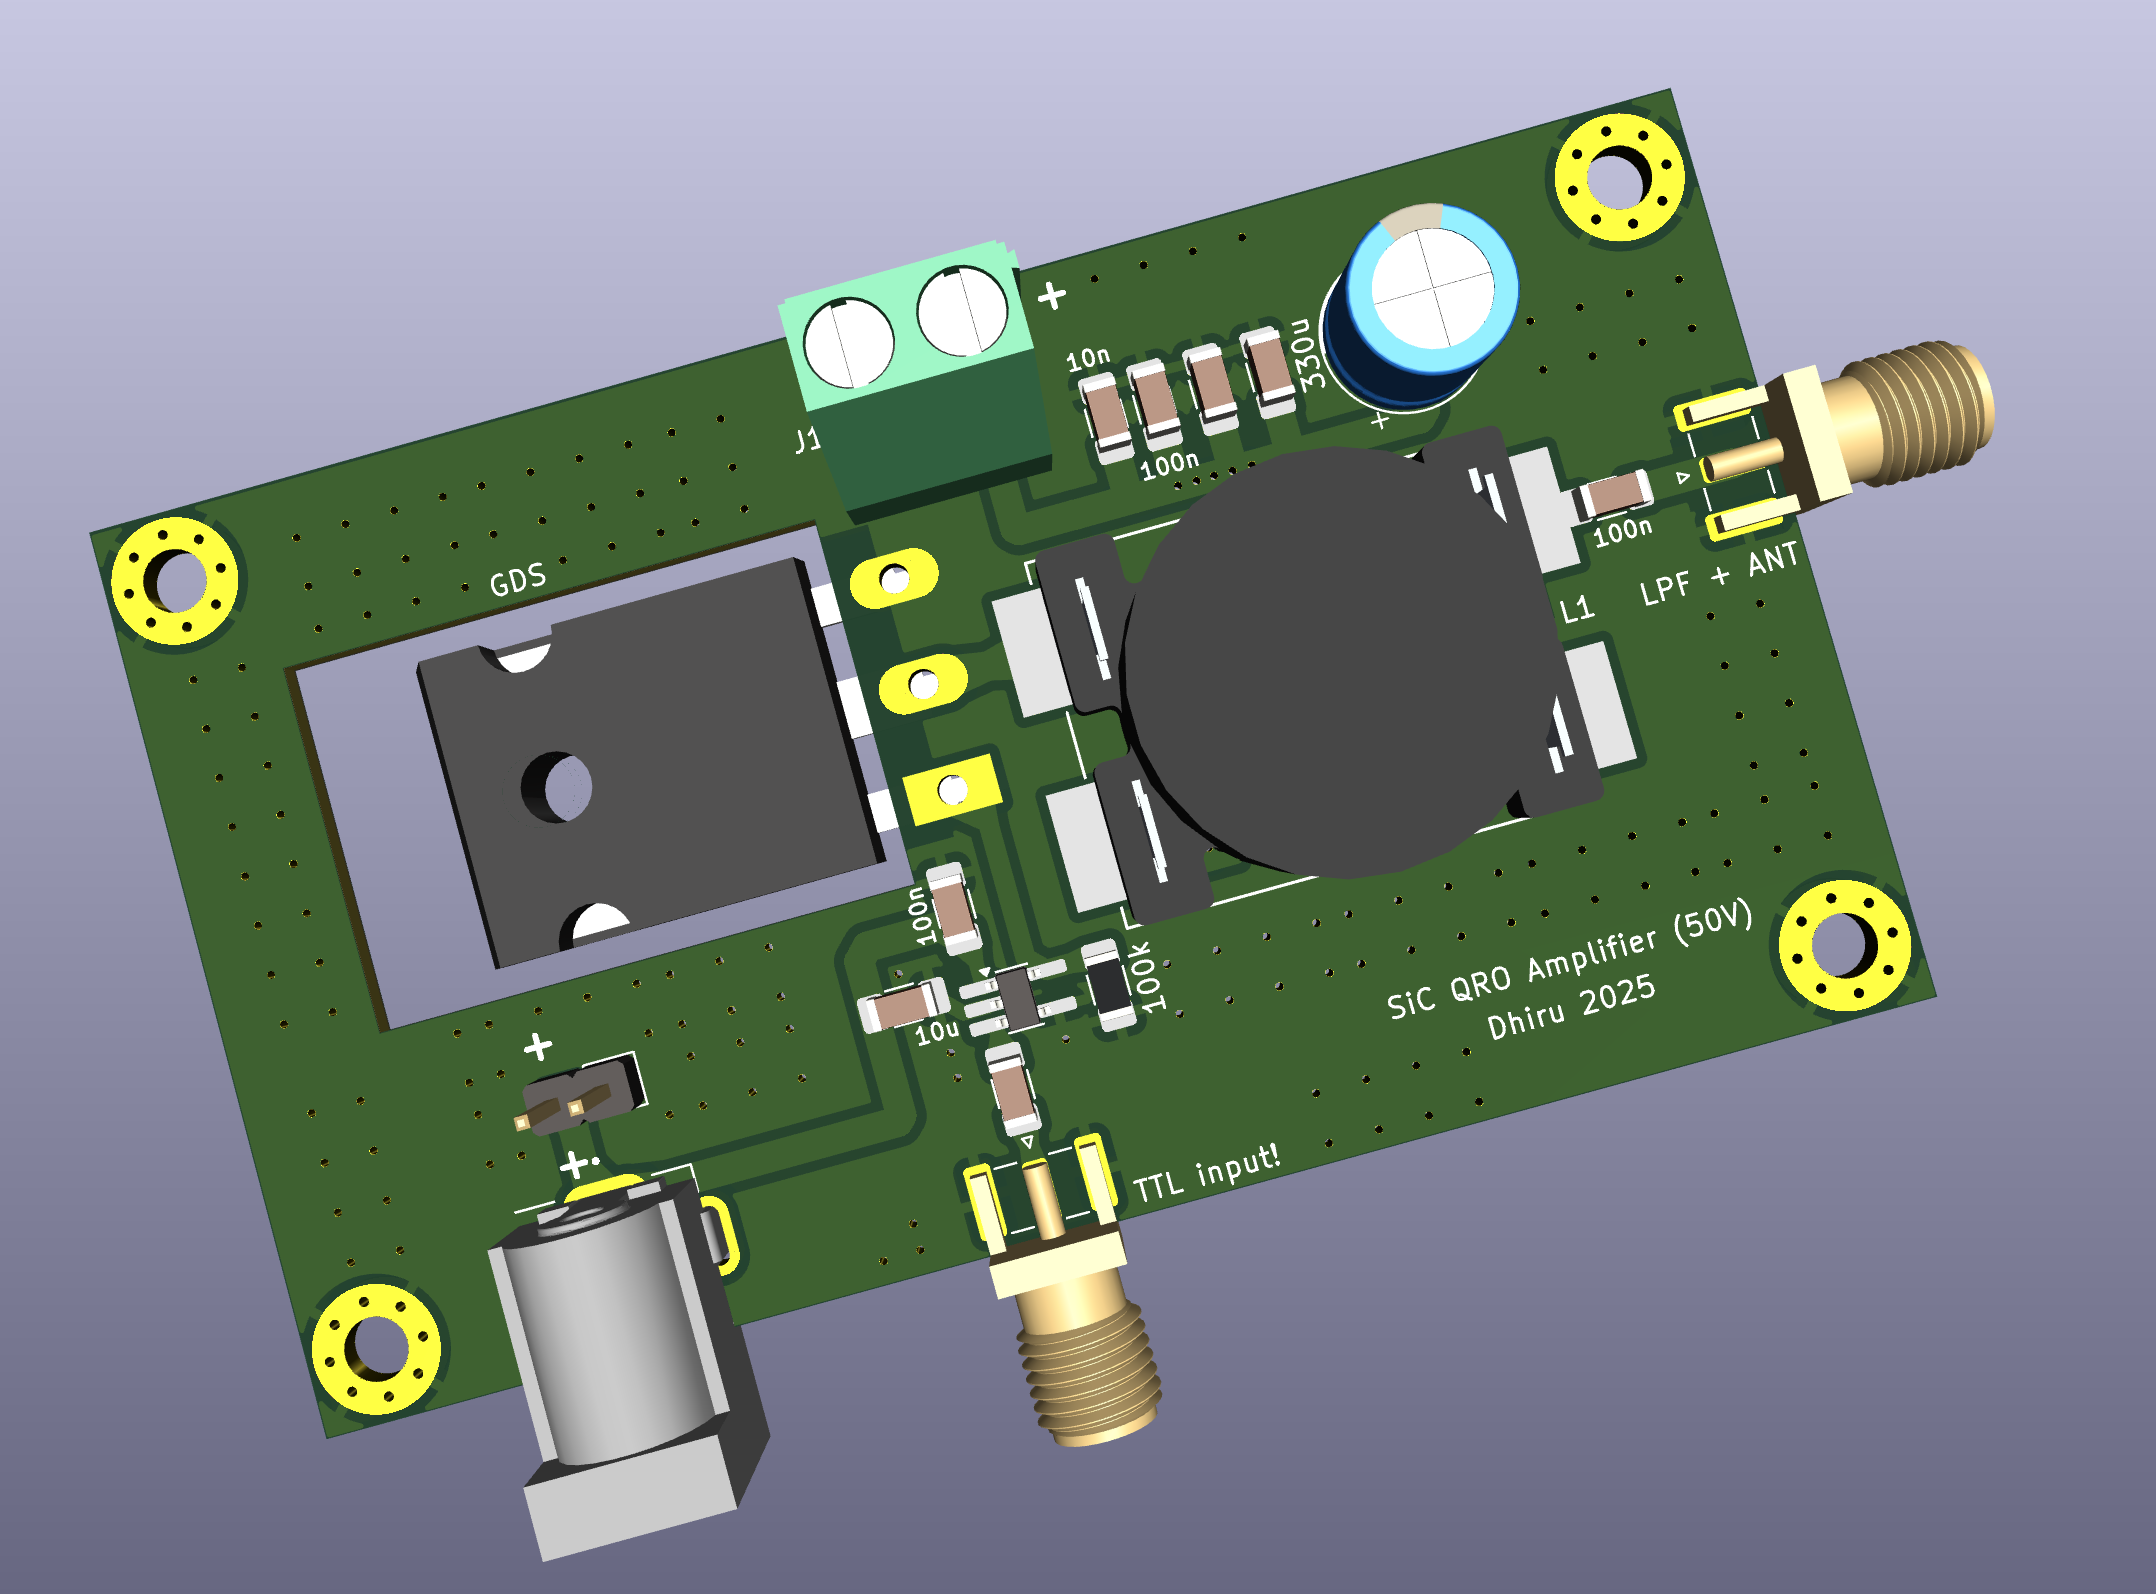 +
10n
330u
J1
100n
+
100n
GDS
L1
LPF + ANT
100n
100k
SiC QRO Amplifier (50V)
Dhiru 2025
10u
+
+
TTL input!